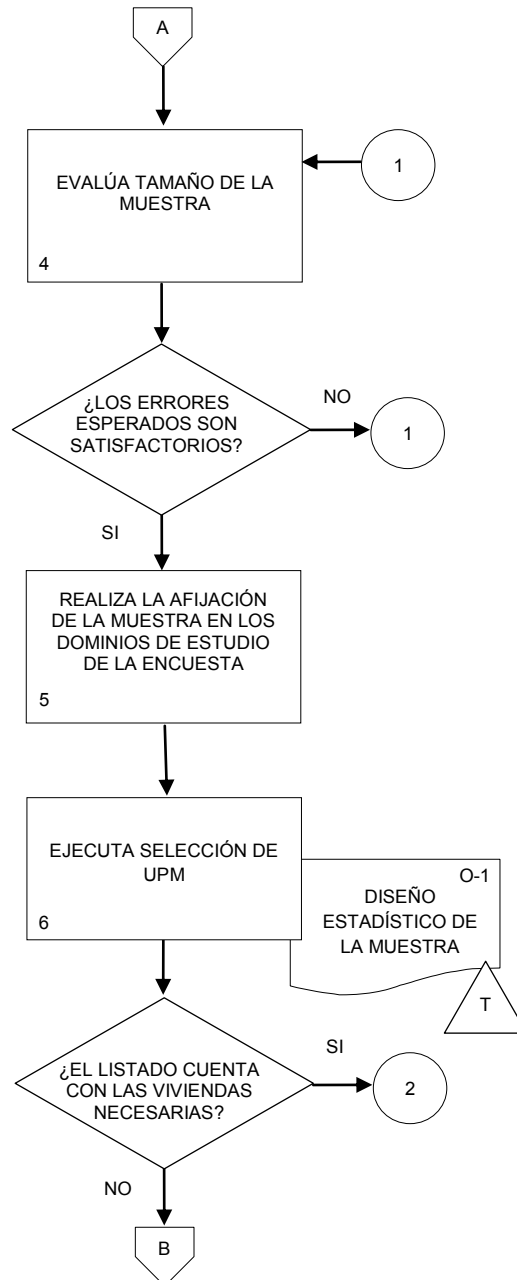 A
EVALÚA TAMAÑO DE LA
MUESTRA
4
1
¿LOS ERRORES
ESPERADOS SON
SATISFACTORIOS?
NO
1
SI
REALIZA LA AFIJACIÓN
DE LA MUESTRA EN LOS
DOMINIOS DE ESTUDIO
DE LA ENCUESTA
5
EJECUTA SELECCIÓN DE
UPM
6
O-1
DISEÑO
ESTADÍSTICO DE
LA MUESTRA
T
¿EL LISTADO CUENTA
CON LAS VIVIENDAS
NECESARIAS?
SI
2
NO
B